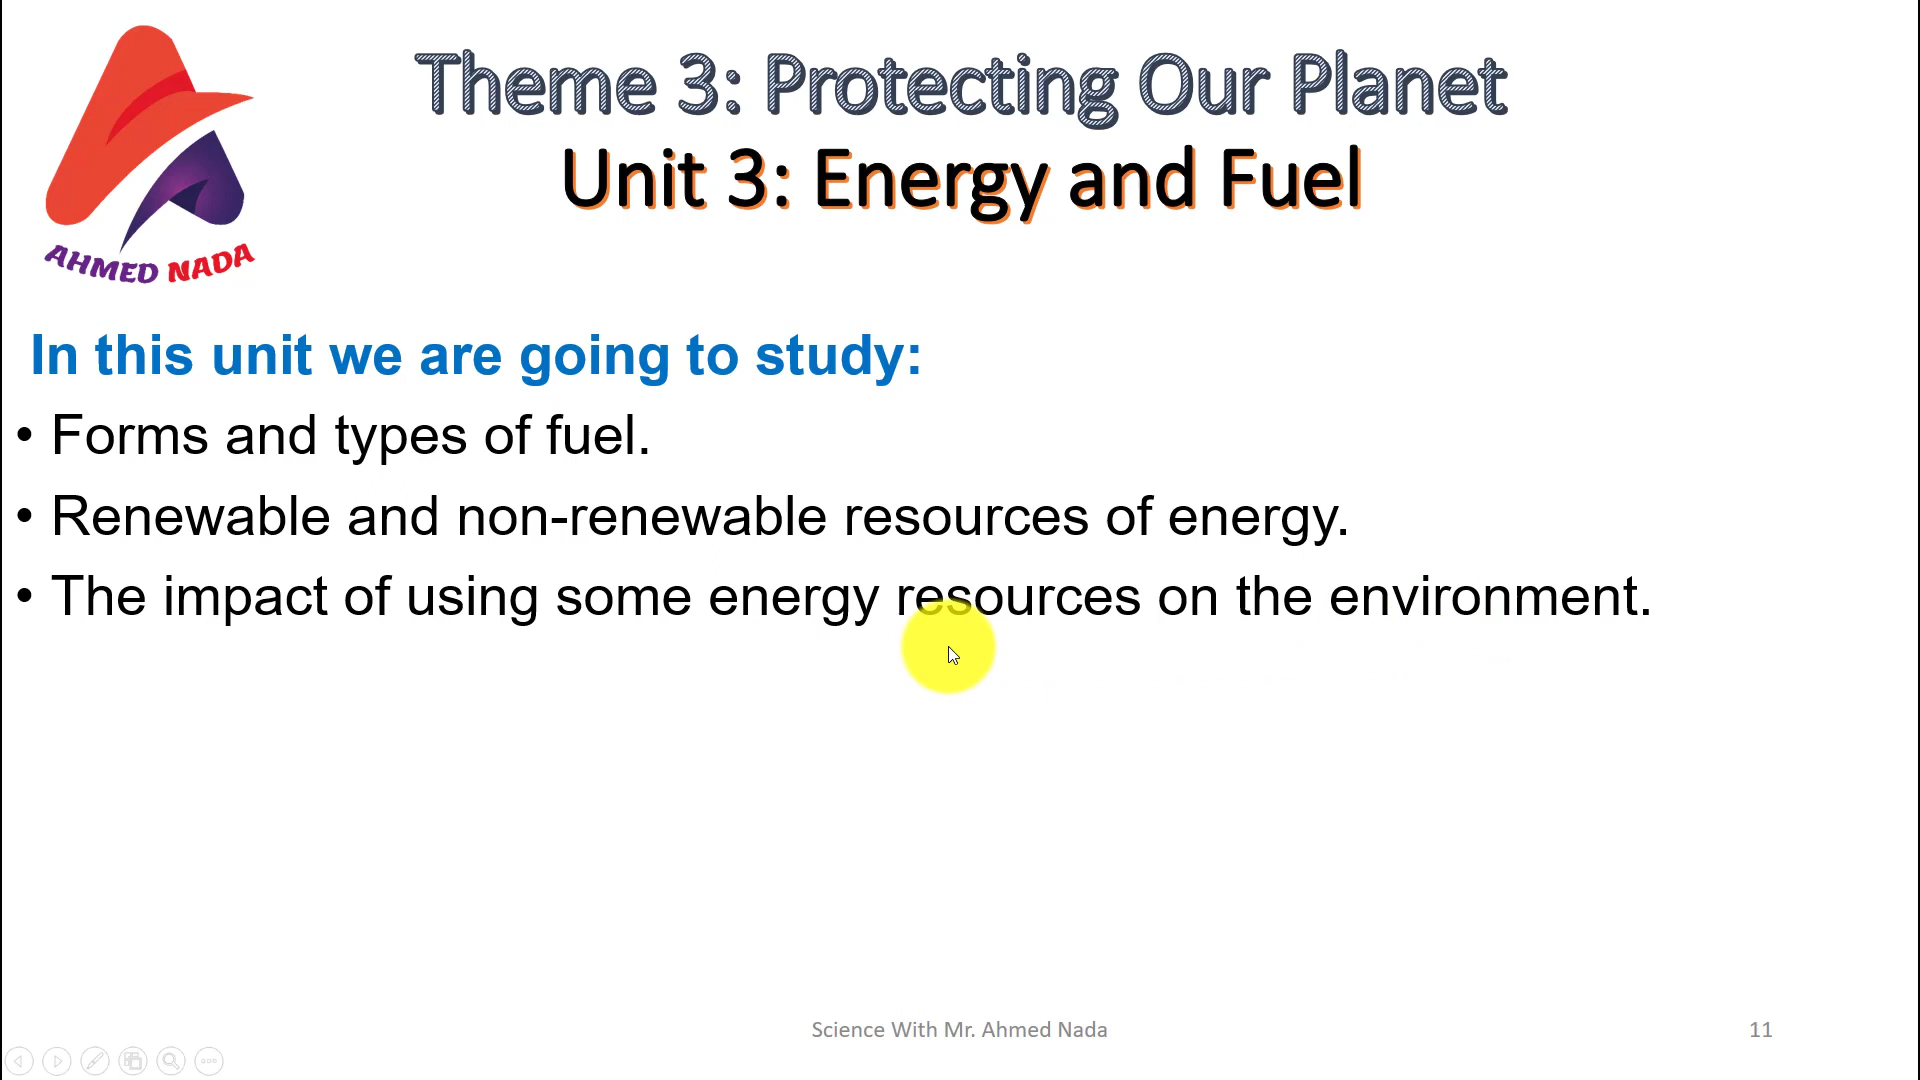 Theme 3: Protecting Our Planet
Unit 3: Energy and Fuel
AHMED NADA
In this unit we are going to study:
• Forms and types of fuel.
• Renewable and non-renewable resources of energy.
• The impact of using some energy resources on the environment.
Science With Mr. Ahmed Nada
11